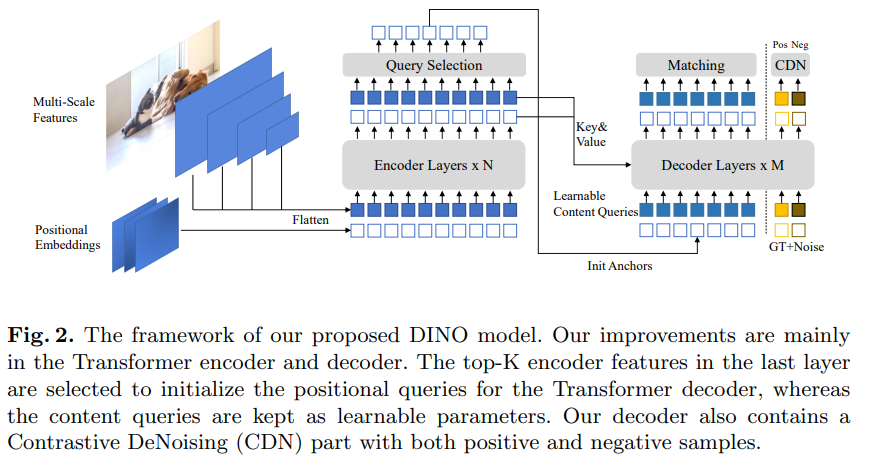 Multi-Scale
Features
Positional
Embeddings
Flatten
Query Selection
Encoder Layers x N
Key&
Value
Learnable
Content Queries
Init Anchors
Matching
Decoder Layers x M
Pos Neg
CDN
GT+Noise
Fig. 2. The framework of our proposed DINO model. Our improvements are mainly
in the Transformer encoder and decoder. The top-K encoder features in the last layer
are selected to initialize the positional queries for the Transformer decoder, whereas
the content queries are kept as learnable parameters. Our decoder also contains a
Contrastive DeNoising (CDN) part with both positive and negative samples.